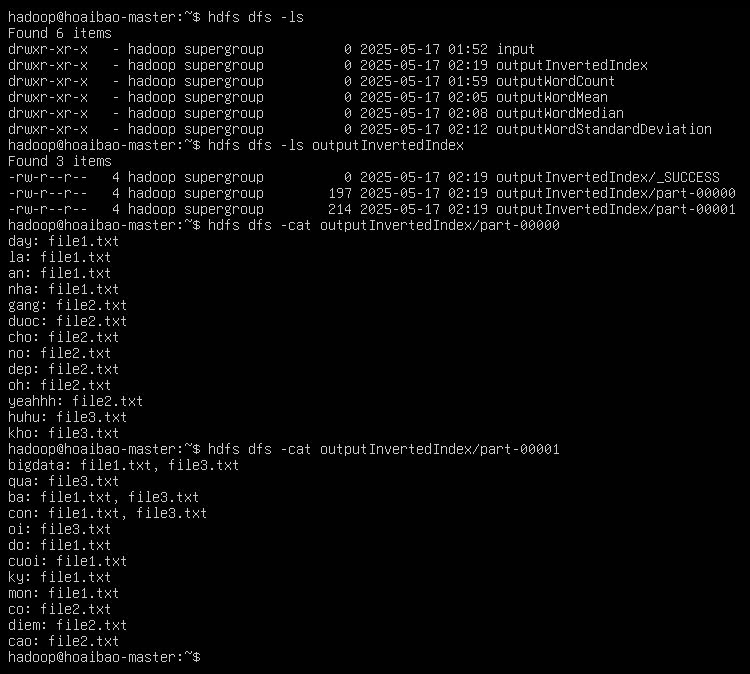 hadoop@hoaibao-master:~$ hdfs dfs -ls
Found 6 items
drwxr-xr-x   - hadoop supergroup          0 2025-05-17 01:52 input
drwxr-xr-x   - hadoop supergroup          0 2025-05-17 02:19 outputInvertedIndex
drwxr-xr-x   - hadoop supergroup          0 2025-05-17 01:59 outputWordCount
drwxr-xr-x   - hadoop supergroup          0 2025-05-17 02:05 outputWordMean
drwxr-xr-x   - hadoop supergroup          0 2025-05-17 02:08 outputWordMedian
drwxr-xr-x   - hadoop supergroup          0 2025-05-17 02:12 outputWordStandardDeviation
hadoop@hoaibao-master:~$ hdfs dfs -ls outputInvertedIndex
Found 3 items
-rw-r--r--   4 hadoop supergroup          0 2025-05-17 02:19 outputInvertedIndex/_SUCCESS
-rw-r--r--   4 hadoop supergroup        197 2025-05-17 02:19 outputInvertedIndex/part-00000
-rw-r--r--   4 hadoop supergroup        214 2025-05-17 02:19 outputInvertedIndex/part-00001
hadoop@hoaibao-master:~$ hdfs dfs -cat outputInvertedIndex/part-00000
day: file1.txt
la: file1.txt
an: file1.txt
nha: file1.txt
gang: file2.txt
duoc: file2.txt
cho: file2.txt
no: file2.txt
dep: file2.txt
oh: file2.txt
yeahhh: file2.txt
huhu: file3.txt
kho: file3.txt
hadoop@hoaibao-master:~$ hdfs dfs -cat outputInvertedIndex/part-00001
bigdata: file1.txt, file3.txt
qua: file3.txt
ba: file1.txt, file3.txt
con: file1.txt, file3.txt
oi: file3.txt
do: file1.txt
cuoi: file1.txt
ky: file1.txt
mon: file1.txt
co: file2.txt
diem: file2.txt
cao: file2.txt
hadoop@hoaibao-master:~$